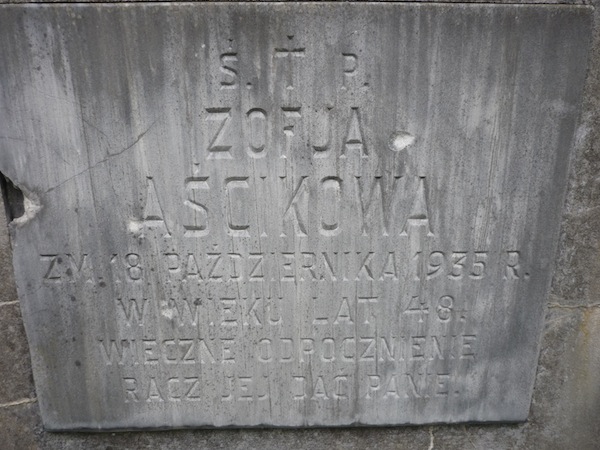 Ś. † P.
ZOFJA
AŚCIKOWA
ZM. 18 PAŹDZIERNIKA 1935 R.
W WIEKU LAT 48.
WIECZNE ODPOCZNIENIE
RACZ JEJ DAĆ PANIE.